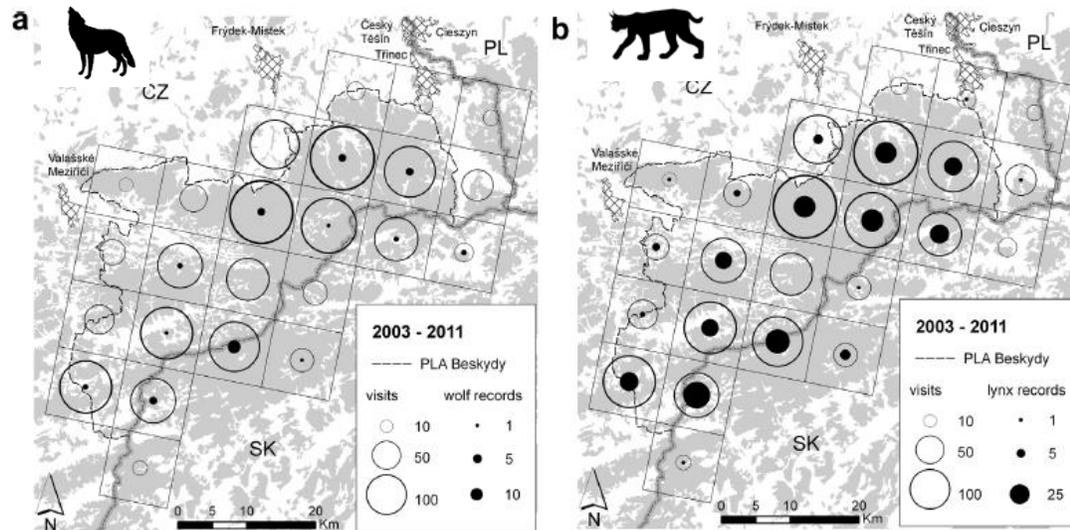 a
Frýdek-Místek
Český
Těšín
Cieszyn
Třinec
PL
CZ
Valašské
Meziříčí
2003 - 2011
PLA Beskydy
visits
wolf records
10
1
50
5
100
10
SK
N
0 5 10 20
Km
b
Frýdek-Místek
Český
Těšín
Cieszyn
Třinec
PL
CZ
Valašské
Meziříčí
2003 - 2011
PLA Beskydy
visits
lynx records
10
1
50
5
100
25
SK
N
0 5 10 20
Km